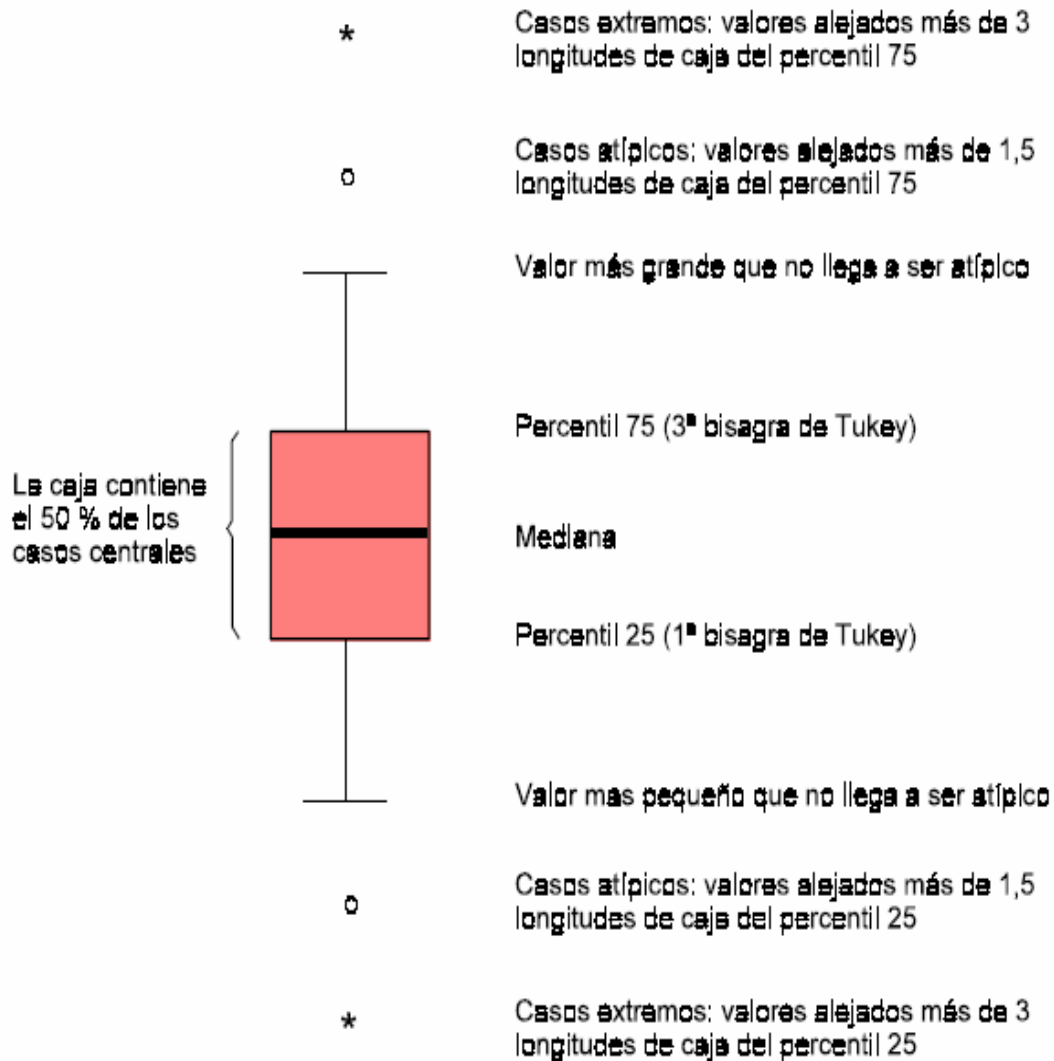 *
Casos extremos: valores alejados más de 3
longitudes de caja del percentil 75
o
Casos atípicos: valores alejados más de 1,5
longitudes de caja del percentil 75
Valor más grande que no llega a ser atípico
Percentil 75 (3ª bisagra de Tukey)
La caja contiene
el 50 % de los
casos centrales
Mediana
Percentil 25 (1ª bisagra de Tukey)
Valor mas pequeño que no llega a ser atípico
o
Casos atípicos: valores alejados más de 1,5
longitudes de caja del percentil 25
*
Casos extremos: valores alejados más de 3
longitudes de caja del percentil 25